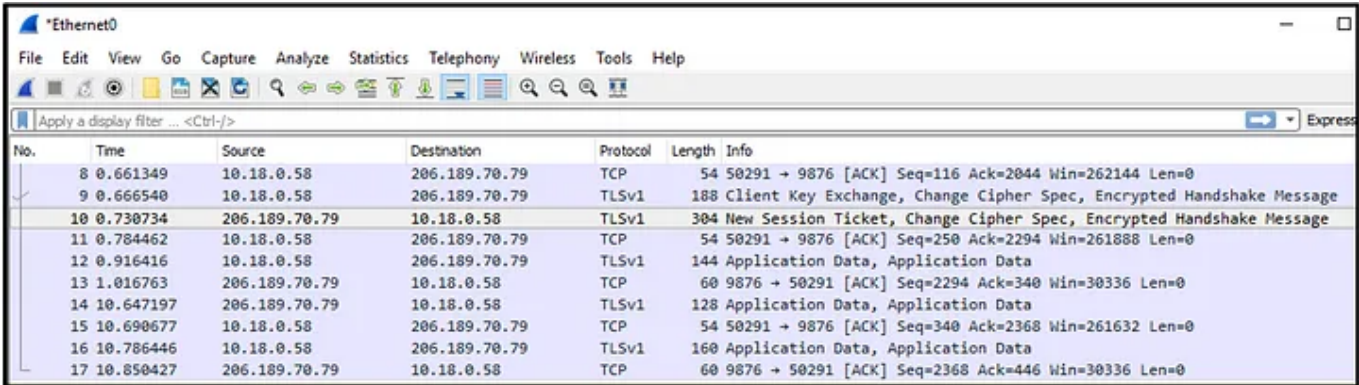 *Ethernet0
File Edit View Go Capture Analyze Statistics Telephony Wireless Tools Help
Apply a display filter ... <Ctrl-/> Express
No. Time Source Destination Protocol Length Info
8 0.661349 10.18.0.58 206.189.70.79 TCP 54 50291 → 9876 [ACK] Seq=116 Ack=2044 Win=262144 Len=0
9 0.666540 10.18.0.58 206.189.70.79 TLSv1 188 Client Key Exchange, Change Cipher Spec, Encrypted Handshake Message
10 0.730734 206.189.70.79 10.18.0.58 TLSv1 304 New Session Ticket, Change Cipher Spec, Encrypted Handshake Message
11 0.784462 10.18.0.58 206.189.70.79 TCP 54 50291 → 9876 [ACK] Seq=250 Ack=2294 Win=261888 Len=0
12 0.916416 10.18.0.58 206.189.70.79 TLSv1 144 Application Data, Application Data
13 1.016763 206.189.70.79 10.18.0.58 TCP 60 9876 → 50291 [ACK] Seq=2294 Ack=340 Win=30336 Len=0
14 10.647197 206.189.70.79 10.18.0.58 TLSv1 128 Application Data, Application Data
15 10.690677 10.18.0.58 206.189.70.79 TCP 54 50291 → 9876 [ACK] Seq=340 Ack=2368 Win=261632 Len=0
16 10.786446 10.18.0.58 206.189.70.79 TLSv1 160 Application Data, Application Data
17 10.850427 206.189.70.79 10.18.0.58 TCP 60 9876 → 50291 [ACK] Seq=2368 Ack=446 Win=30336 Len=0